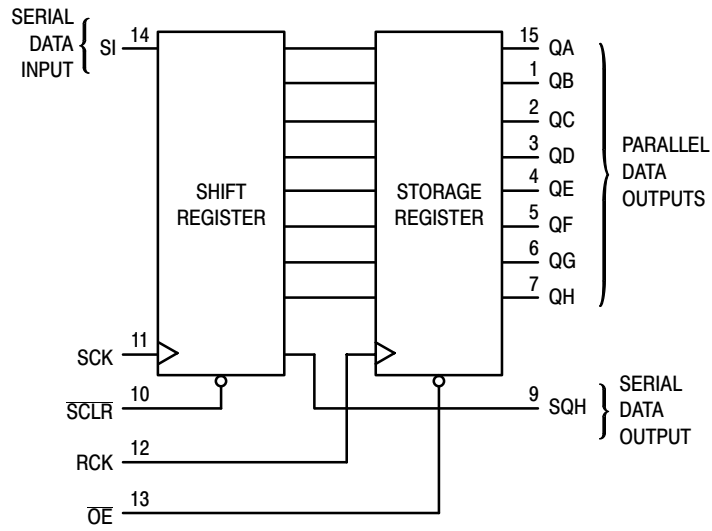 SERIAL
DATA
INPUT
SI 14
SHIFT
REGISTER
STORAGE
REGISTER
15 QA
1 QB
2 QC
3 QD
4 QE
5 QF
6 QG
7 QH
PARALLEL
DATA
OUTPUTS
SCK 11
SCLR 10
RCK 12
OE 13
9 SQH
SERIAL
DATA
OUTPUT